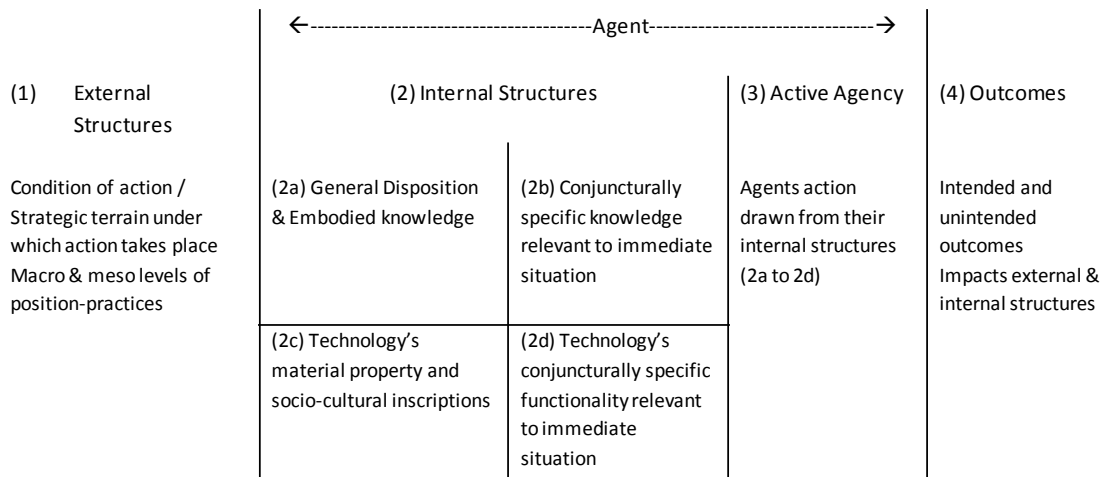 ←-----------------------------------Agent----------------------------→
(1) External
Structures
(2) Internal Structures
(3) Active Agency
(4) Outcomes
Condition of action /
Strategic terrain under
which action takes place
Macro & meso levels of
position-practices
(2a) General Disposition
& Embodied knowledge
(2b) Conjuncturally
specific knowledge
relevant to immediate
situation
Agents action
drawn from their
internal structures
(2a to 2d)
Intended and
unintended
outcomes
Impacts external &
internal structures
(2c) Technology’s
material property and
socio-cultural inscriptions
(2d) Technology’s
conjuncturally specific
functionality relevant
to immediate
situation